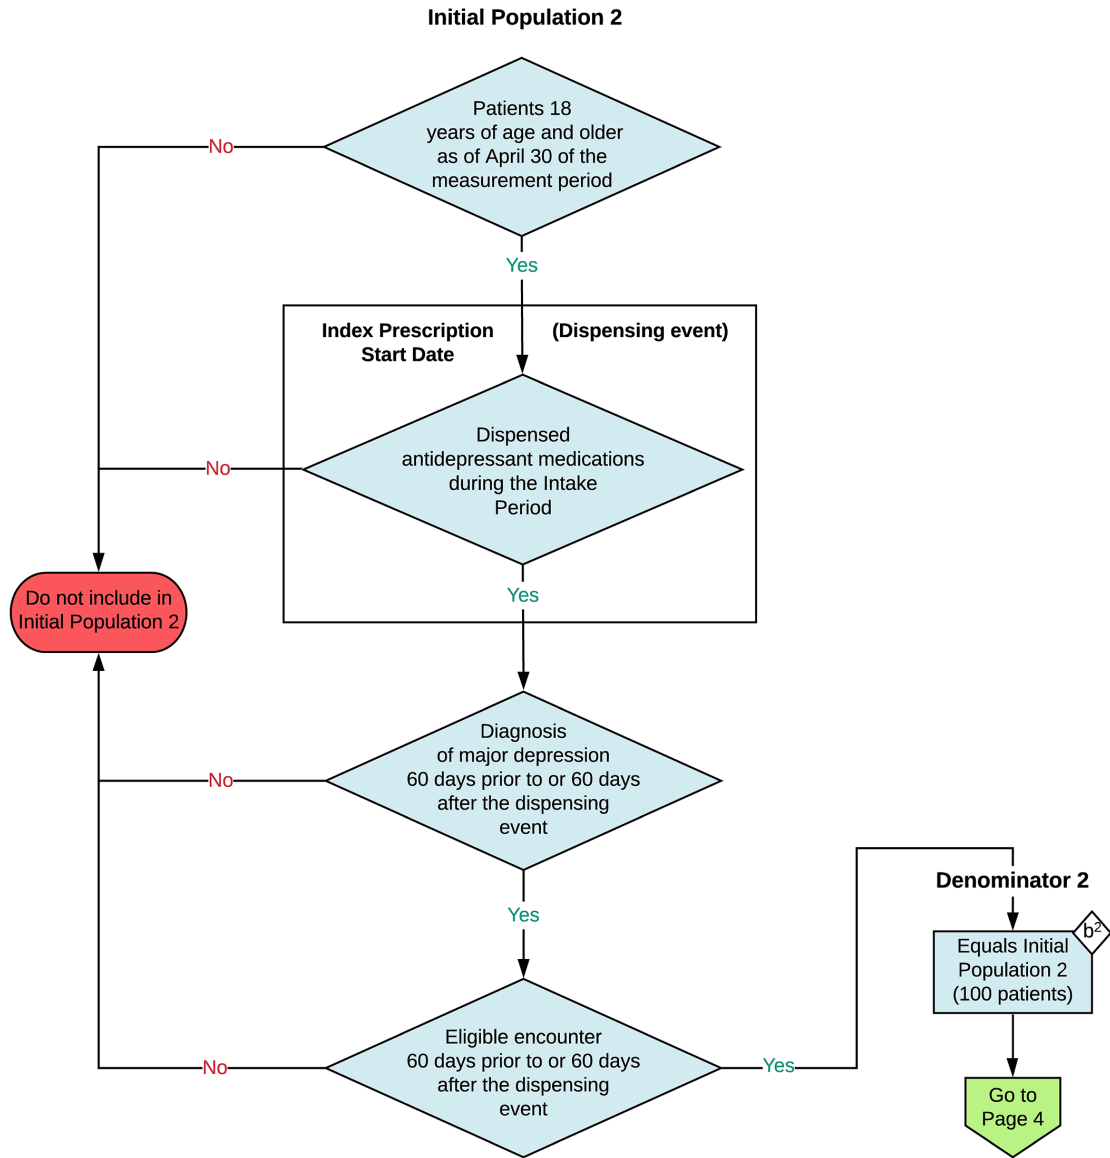 Initial Population 2
Patients 18
years of age and older
as of April 30 of the
measurement period
No
Yes
Index Prescription
Start Date
(Dispensing event)
Dispensed
antidepressant medications
during the Intake
Period
No
Yes
Do not include in
Initial Population 2
Diagnosis
of major depression
60 days prior to or 60 days
after the dispensing
event
No
Yes
Eligible encounter
60 days prior to or 60 days
after the dispensing
event
No
Yes
Denominator 2
b²
Equals Initial
Population 2
(100 patients)
Go to
Page 4